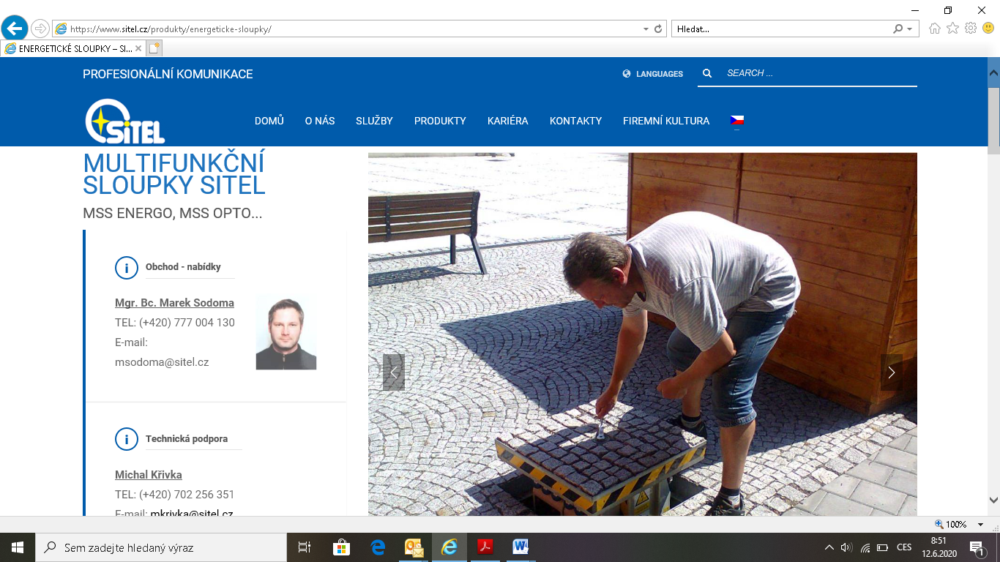 https://www.sitel.cz/produkty/energeticke-sloupky/
Hledat...
ENERGETICKÉ SLOUPKY – SI...
PROFESIONÁLNÍ KOMUNIKACE
LANGUAGES
SEARCH ...
SiTEL
DOMŮ O NÁS SLUŽBY PRODUKTY KARIÉRA KONTAKTY FIREMNÍ KULTURA
MULTIFUNKČNÍ
SLOUPKY SITEL
MSS ENERGO, MSS OPTO...
Obchod - nabídky
Mgr. Bc. Marek Sodoma
TEL: (+420) 777 004 130
E-mail:
msodoma@sitel.cz
Technická podpora
Michal Křivka
TEL: (+420) 702 256 351
E-mail: mkrivka@sitel.cz
100%
Sem zadejte hledaný výraz
CES
8:51
12.6.2020
1